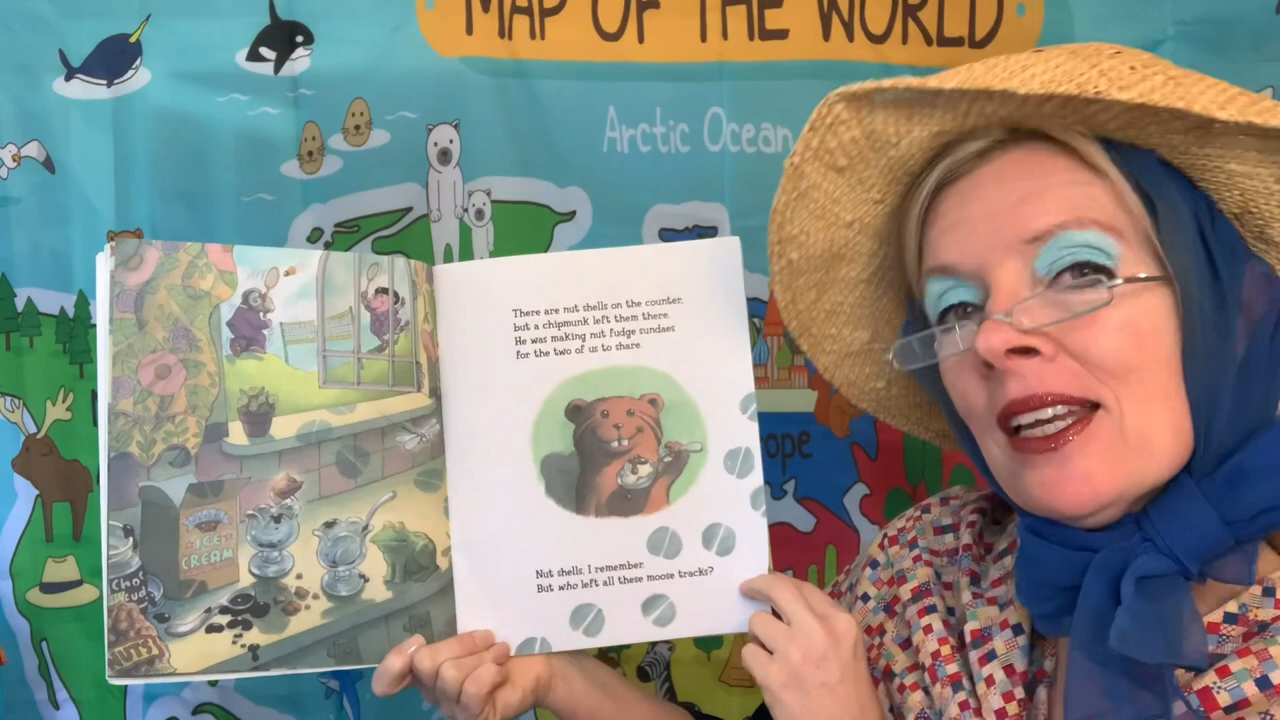 MAP OF THE WORLD
Arctic Ocean
There are nut shells on the counter,
but a chipmunk left them there.
He was making nut fudge sundaes
for the two of us to share.
ICE
CREAM
NUTS
Nut shells, I remember.
But who left all these moose tracks?